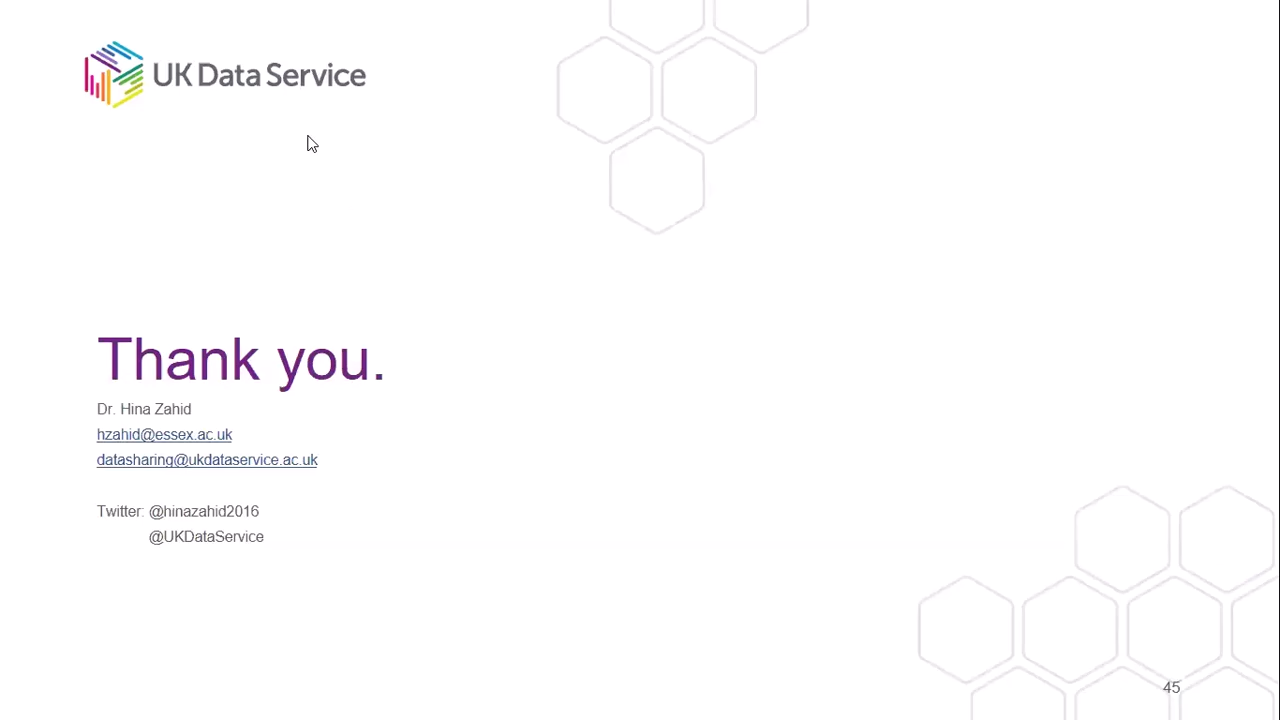 UK Data Service
Thank you.
Dr. Hina Zahid
hzahid@essex.ac.uk
datasharing@ukdataservice.ac.uk
Twitter: @hinazahid2016
@UKDataService
45